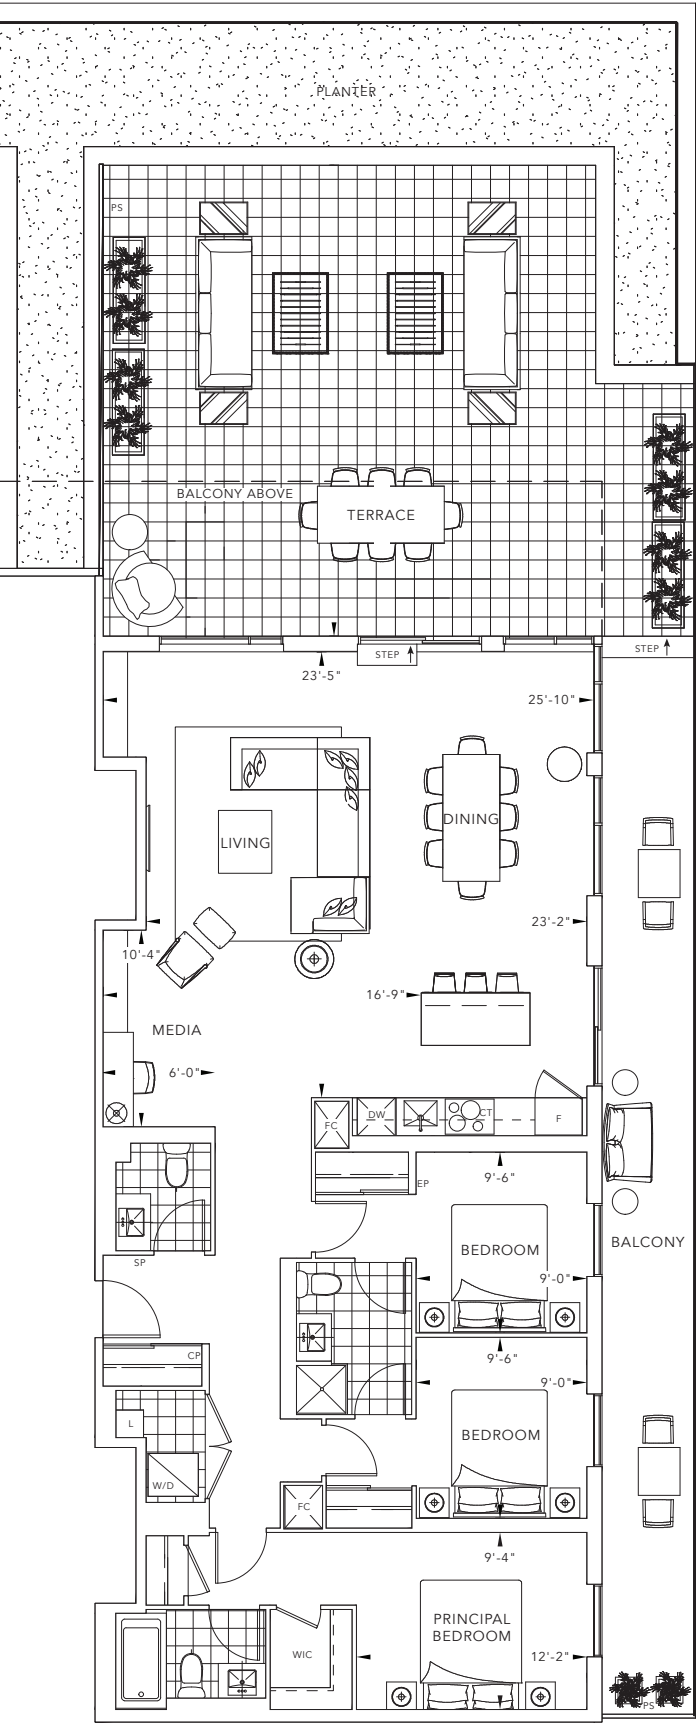 PLANTER
PS
BALCONY ABOVE
TERRACE
STEP
STEP
23'-5"
25'-10"
DINING
LIVING
23'-2"
10'-4"
16'-9"
MEDIA
6'-0"
FC
DW
CT
F
EP
9'-6"
BALCONY
BEDROOM
SP
9'-0"
CP
9'-6"
9'-0"
L
BEDROOM
W/D
FC
9'-4"
PRINCIPAL
BEDROOM
WIC
12'-2"
PS